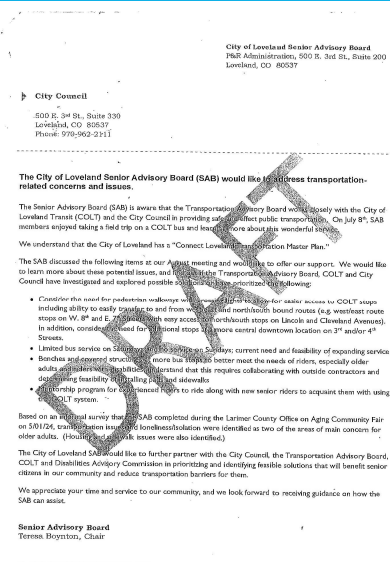 City of Loveland Senior Advisory Board
P&R Administration, 500 E. 3rd St., Suite 200
Loveland, CO 80537
City Council
500 E. 3rd St., Suite 330
Loveland, CO 80537
Phone: 970-962-2111
The City of Loveland Senior Advisory Board (SAB) would like to address transportation-
related concerns and issues.
The Senior Advisory Board (SAB) is aware that the Transportation Advisory Board works closely with the City of
Loveland Transit (COLT) and the City Council in providing safe and effect public transportation. On July 8th, SAB
members enjoyed taking a field trip on a COLT bus and learning more about this wonderful service.
We understand that the City of Loveland has a "Connect Loveland Transportation Master Plan."
The SAB discussed the following items at our August meeting and would like to offer our support. We would like
to learn more about these potential issues, and the Transportation Advisory Board, COLT and City
Council have investigated and explored possible solutions have prioritized the following:
• Consider the need for pedestrian walkways for easier access to COLT stops
including ability to easily transfer to and from west/east and north/south bound routes (e.g. west/east route
stops on W. 8th and E. 7th Streets with easy access to north/south stops on Lincoln and Cleveland Avenues).
In addition, consider need for additional stops in more central downtown location on 3rd and/or 4th
Streets.
• Limited bus service on Saturdays no service on Sundays; current need and feasibility of expanding service
• Benches and covered structures at more bus stops to better meet the needs of riders, especially older
adults and riders with disabilities. understand that this requires collaborating with outside contractors and
determining feasibility of installing pads and sidewalks
• Mentorship program for experienced riders to ride along with new senior riders to acquaint them with using
the COLT system.
Based on an informal survey that SAB completed during the Larimer County Office on Aging Community Fair
on 5/01/24, transportation issues and loneliness/isolation were identified as two of the areas of main concern for
older adults. (Housing and sidewalk issues were also identified.)
The City of Loveland SAB would like to further partner with the City Council, the Transportation Advisory Board,
COLT and Disabilities Advisory Commission in prioritizing and identifying feasible solutions that will benefit senior
citizens in our community and reduce transportation barriers for them.
We appreciate your time and service to our community, and we look forward to receiving guidance on how the
SAB can assist.
Senior Advisory Board
Teresa Boynton, Chair
DRAFT